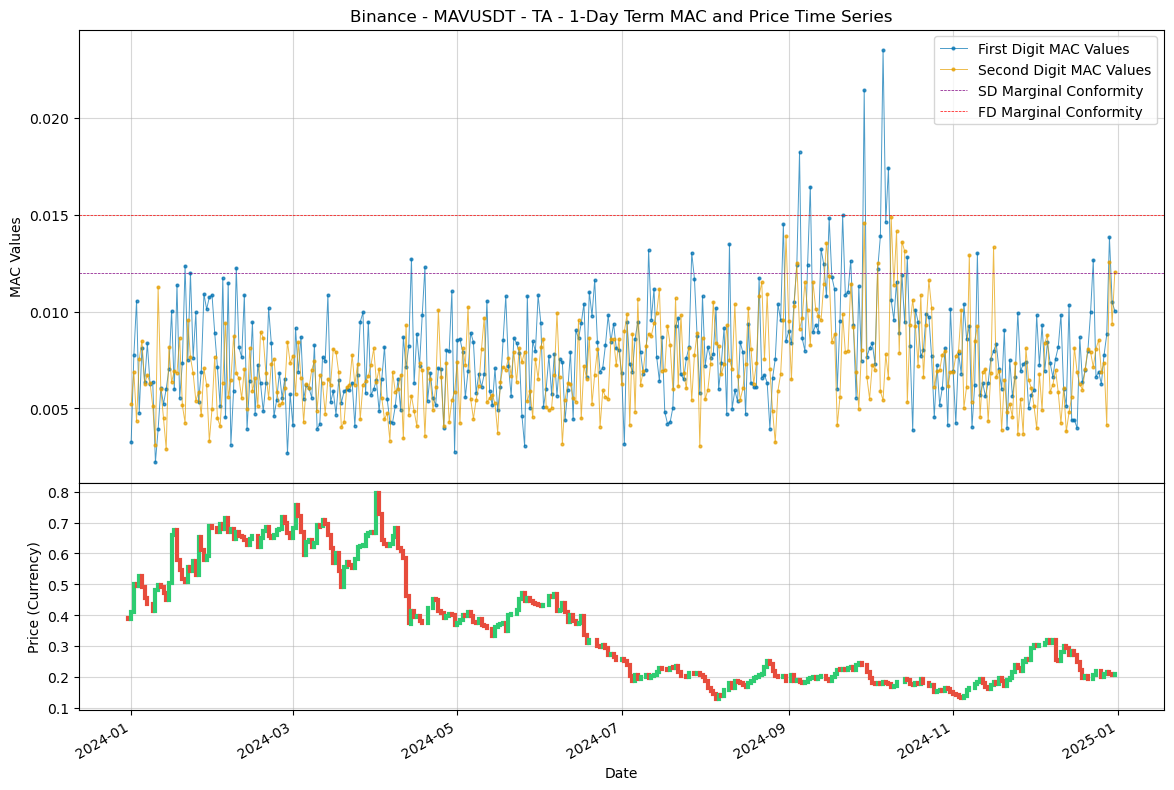 Binance - MAVUSDT - TA - 1-Day Term MAC and Price Time Series
First Digit MAC Values
Second Digit MAC Values
SD Marginal Conformity
FD Marginal Conformity
MAC Values
0.020
0.015
0.010
0.005
Price (Currency)
0.8
0.7
0.6
0.5
0.4
0.3
0.2
0.1
2024-01
2024-03
2024-05
2024-07
2024-09
2024-11
2025-01
Date